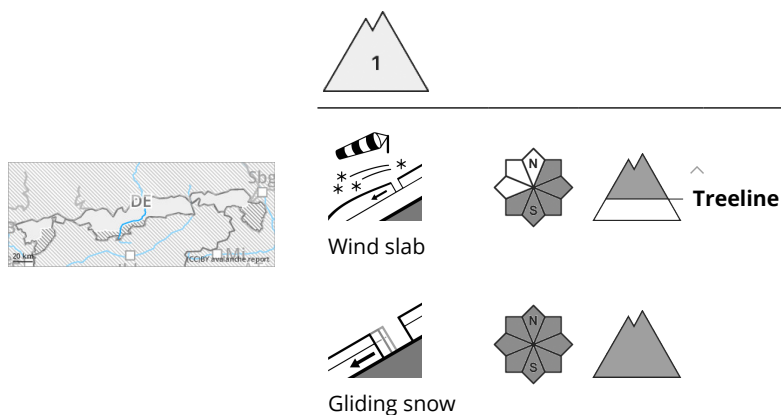 1
N
S
Treeline
Wind slab
Sbg
DE
20 km
(CC)BY avalanche.report
N
S
Gliding snow